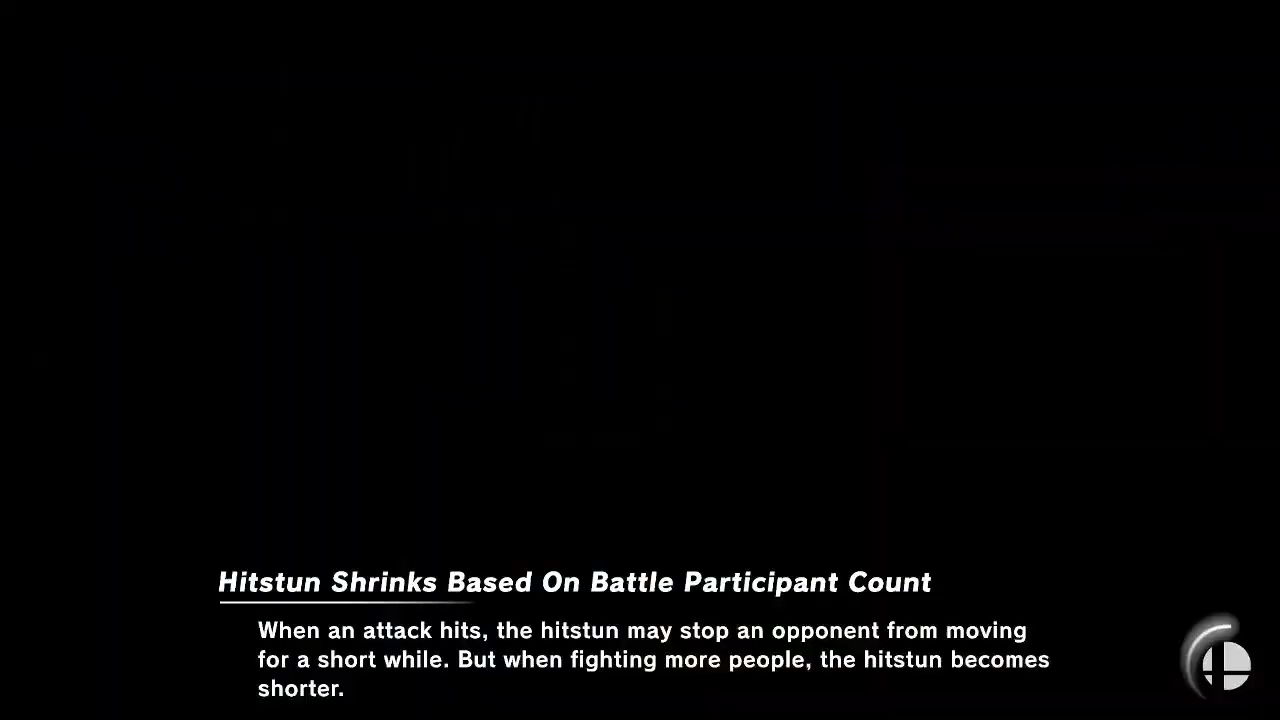 Hitstun Shrinks Based On Battle Participant Count
When an attack hits, the hitstun may stop an opponent from moving
for a short while. But when fighting more people, the hitstun becomes
shorter.